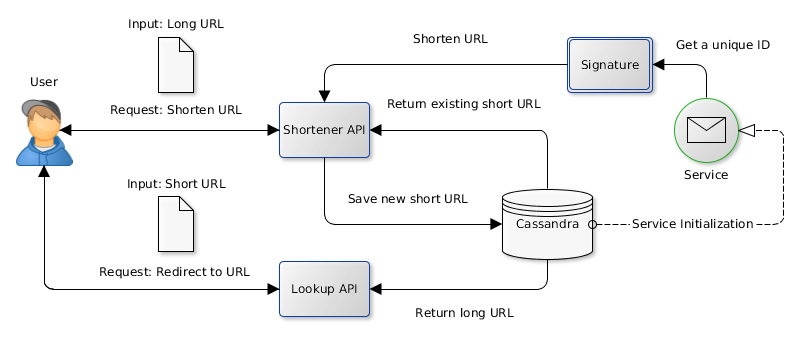 Input: Long URL
Shorten URL
Get a unique ID
Signature
User
Request: Shorten URL
Return existing short URL
Shortener API
Service
Input: Short URL
Save new short URL
Cassandra
Service Initialization
Request: Redirect to URL
Lookup API
Return long URL